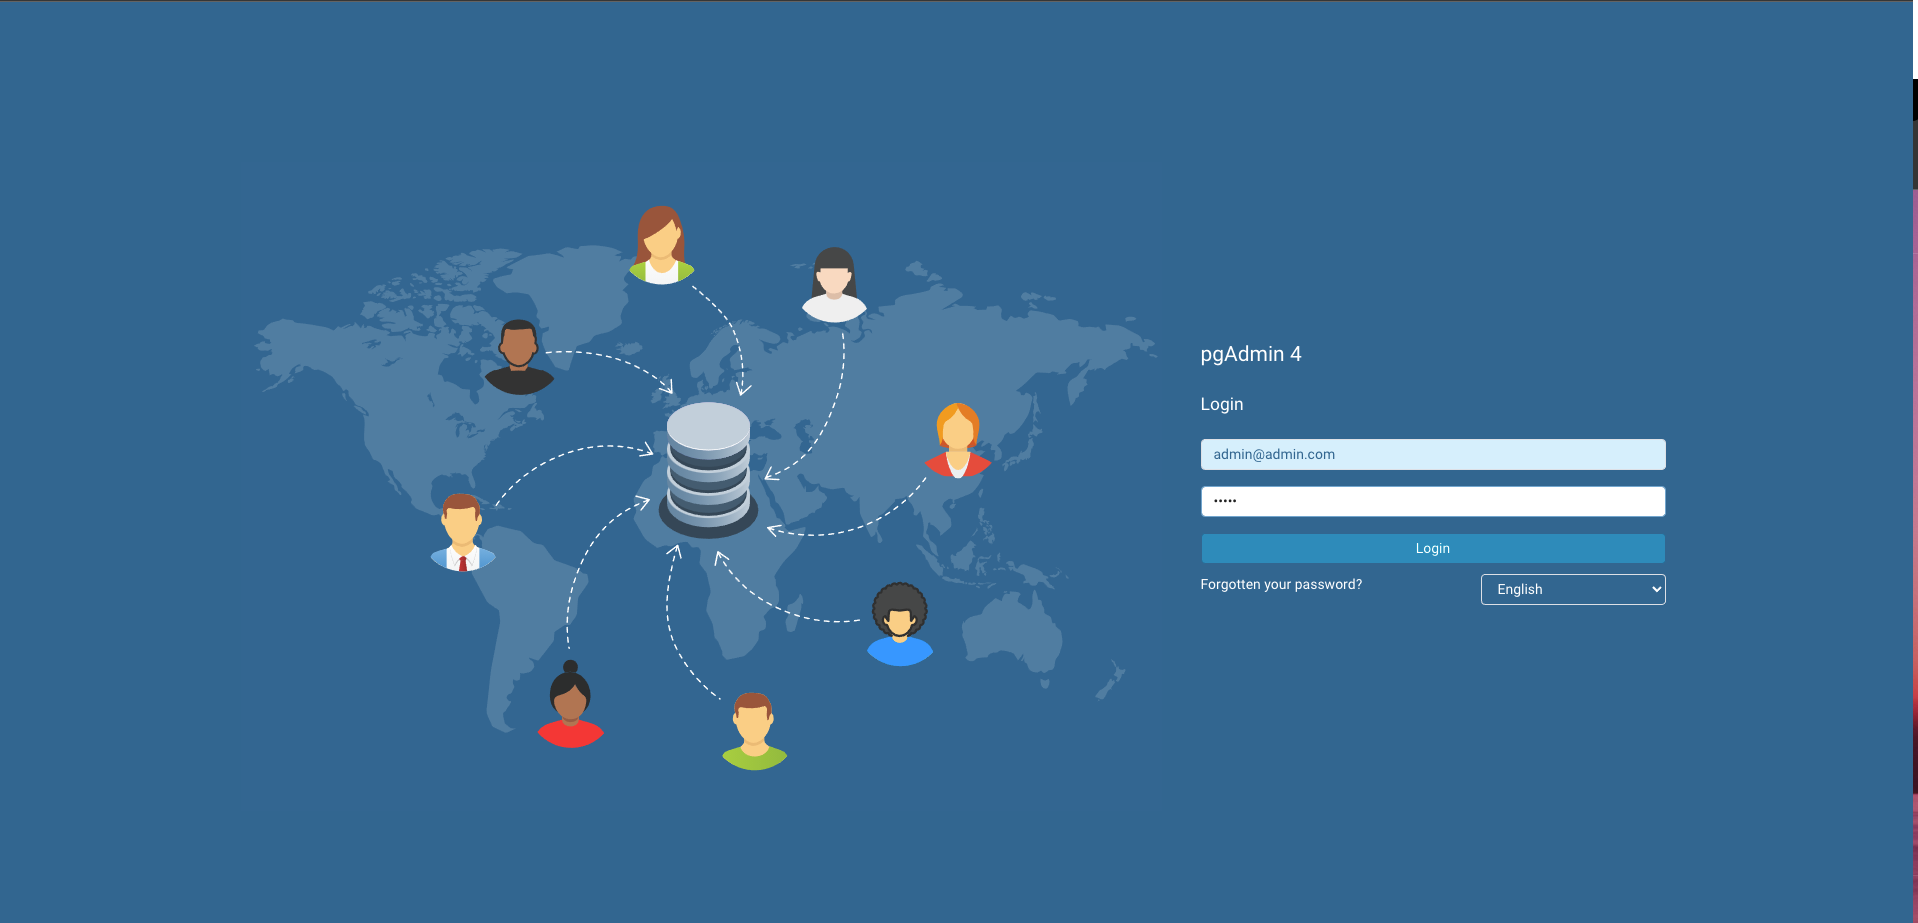 pgAdmin 4
Login
admin@admin.com
•••••
Login
Forgotten your password?
English